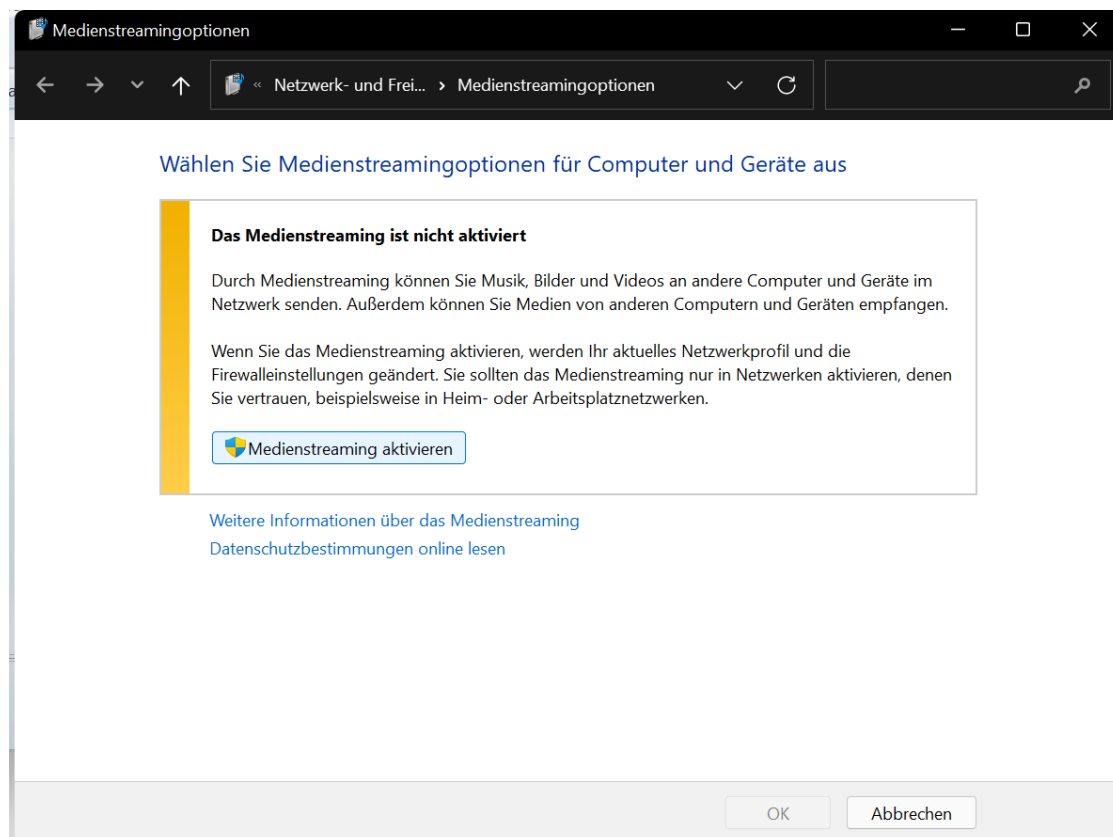 Medienstreamingoptionen
« Netzwerk- und Frei... › Medienstreamingoptionen
Wählen Sie Medienstreamingoptionen für Computer und Geräte aus
Das Medienstreaming ist nicht aktiviert
Durch Medienstreaming können Sie Musik, Bilder und Videos an andere Computer und Geräte im
Netzwerk senden. Außerdem können Sie Medien von anderen Computern und Geräten empfangen.
Wenn Sie das Medienstreaming aktivieren, werden Ihr aktuelles Netzwerkprofil und die
Firewalleinstellungen geändert. Sie sollten das Medienstreaming nur in Netzwerken aktivieren, denen
Sie vertrauen, beispielsweise in Heim- oder Arbeitsplatznetzwerken.
Medienstreaming aktivieren
Weitere Informationen über das Medienstreaming
Datenschutzbestimmungen online lesen
OK Abbrechen